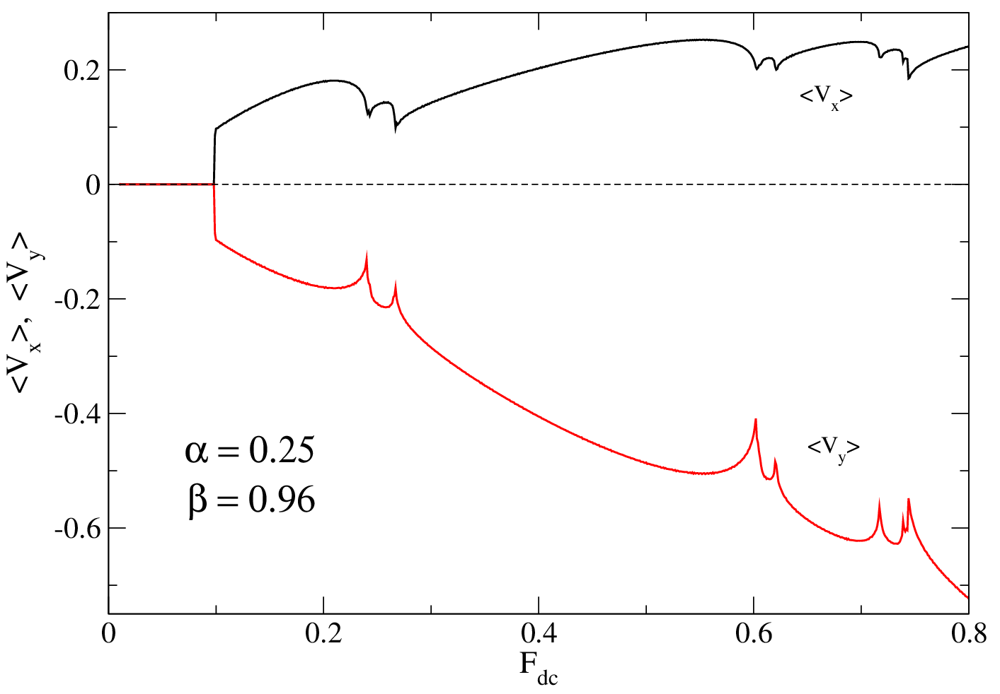 0.2
0
-0.2
-0.4
-0.6
<Vx>, <Vy>
<Vx>
<Vy>
α = 0.25
β = 0.96
0 0.2 0.4 0.6 0.8
Fdc